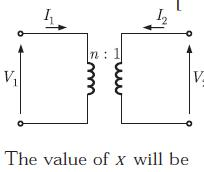 I₁ I₂
n : 1
V₁
The value of x will be